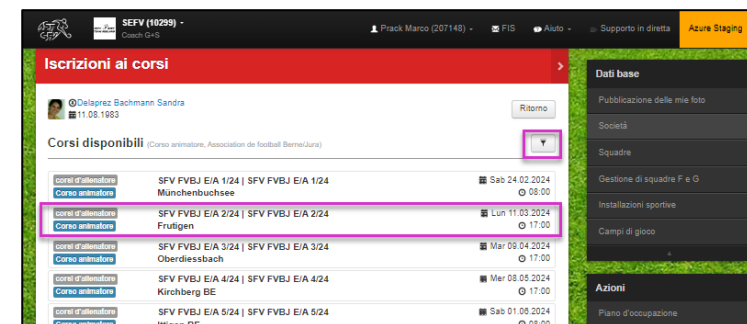 SEFV (10299)
Coach G+S
Prack Marco (207148)
FIS
Aiuto
Supporto in diretta
Azure Staging
Iscrizioni ai corsi
Delaprez Bachmann Sandra
11.08.1983
Ritorno
Corsi disponibili (Corso animatore, Association de football Berne/Jura)
corsi d'allenatore SFV FVBJ E/A 1/24 | SFV FVBJ E/A 1/24 Sab 24.02.2024
Corso animatore Münchenbuchsee 08:00
corsi d'allenatore SFV FVBJ E/A 2/24 | SFV FVBJ E/A 2/24 Lun 11.03.2024
Corso animatore Frutigen 17:00
corsi d'allenatore SFV FVBJ E/A 3/24 | SFV FVBJ E/A 3/24 Mar 09.04.2024
Corso animatore Oberdiessbach 17:00
corsi d'allenatore SFV FVBJ E/A 4/24 | SFV FVBJ E/A 4/24 Mer 08.05.2024
Corso animatore Kirchberg BE 17:00
corsi d'allenatore SFV FVBJ E/A 5/24 | SFV FVBJ E/A 5/24 Sab 01.06.2024
Dati base
Pubblicazione delle mie foto
Società
Squadre
Gestione di squadre F e G
Installazioni sportive
Campi di gioco
Azioni
Piano d'occupazione